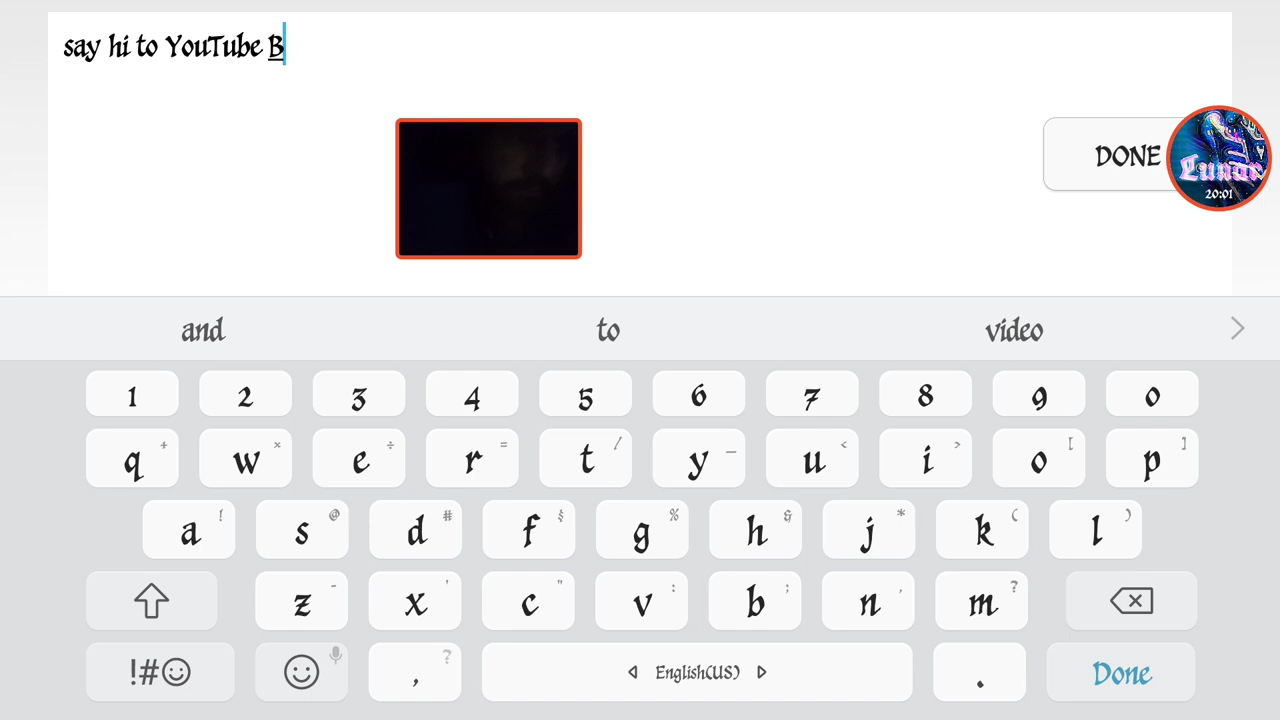 say hi to YouTube B
DONE
Lunar
20:01
and to video
1 2 3 4 5 6 7 8 9 0
q + w × e ÷ r = t / y _ u < i > o [ p ]
a ! s @ d # f $ g % h & j * k ( l )
z - x ' c " v : b ; n , m ?
!#☺ , ? English(US) . Done